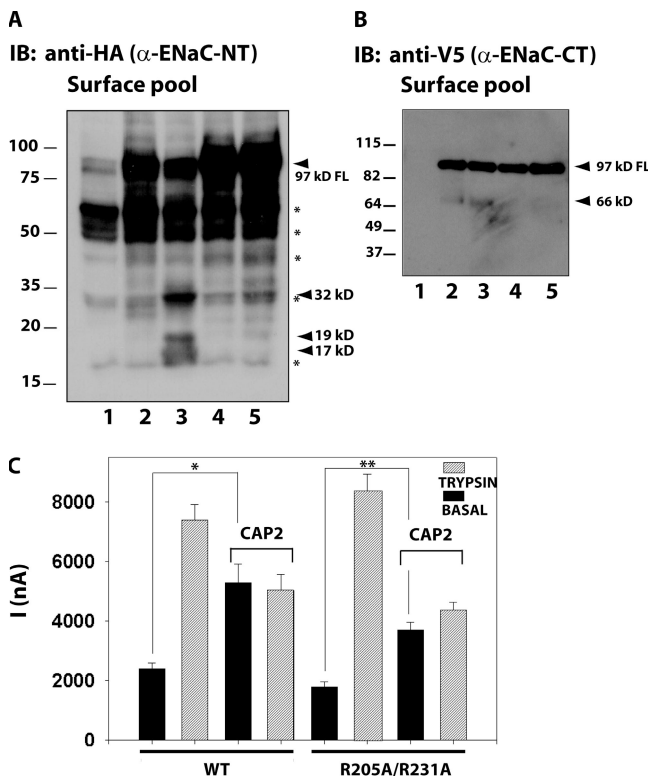 A
IB: anti-HA (α-ENaC-NT)
Surface pool
100
75
50
35
20
15
97 kD FL
*
*
*
32 kD
*
19 kD
17 kD
*
1 2 3 4 5
B
IB: anti-V5 (α-ENaC-CT)
Surface pool
115
82
64
49
37
97 kD FL
66 kD
1 2 3 4 5
C
I (nA)
8000
6000
4000
2000
0
*
**
TRYPSIN
BASAL
CAP2
CAP2
WT
R205A/R231A